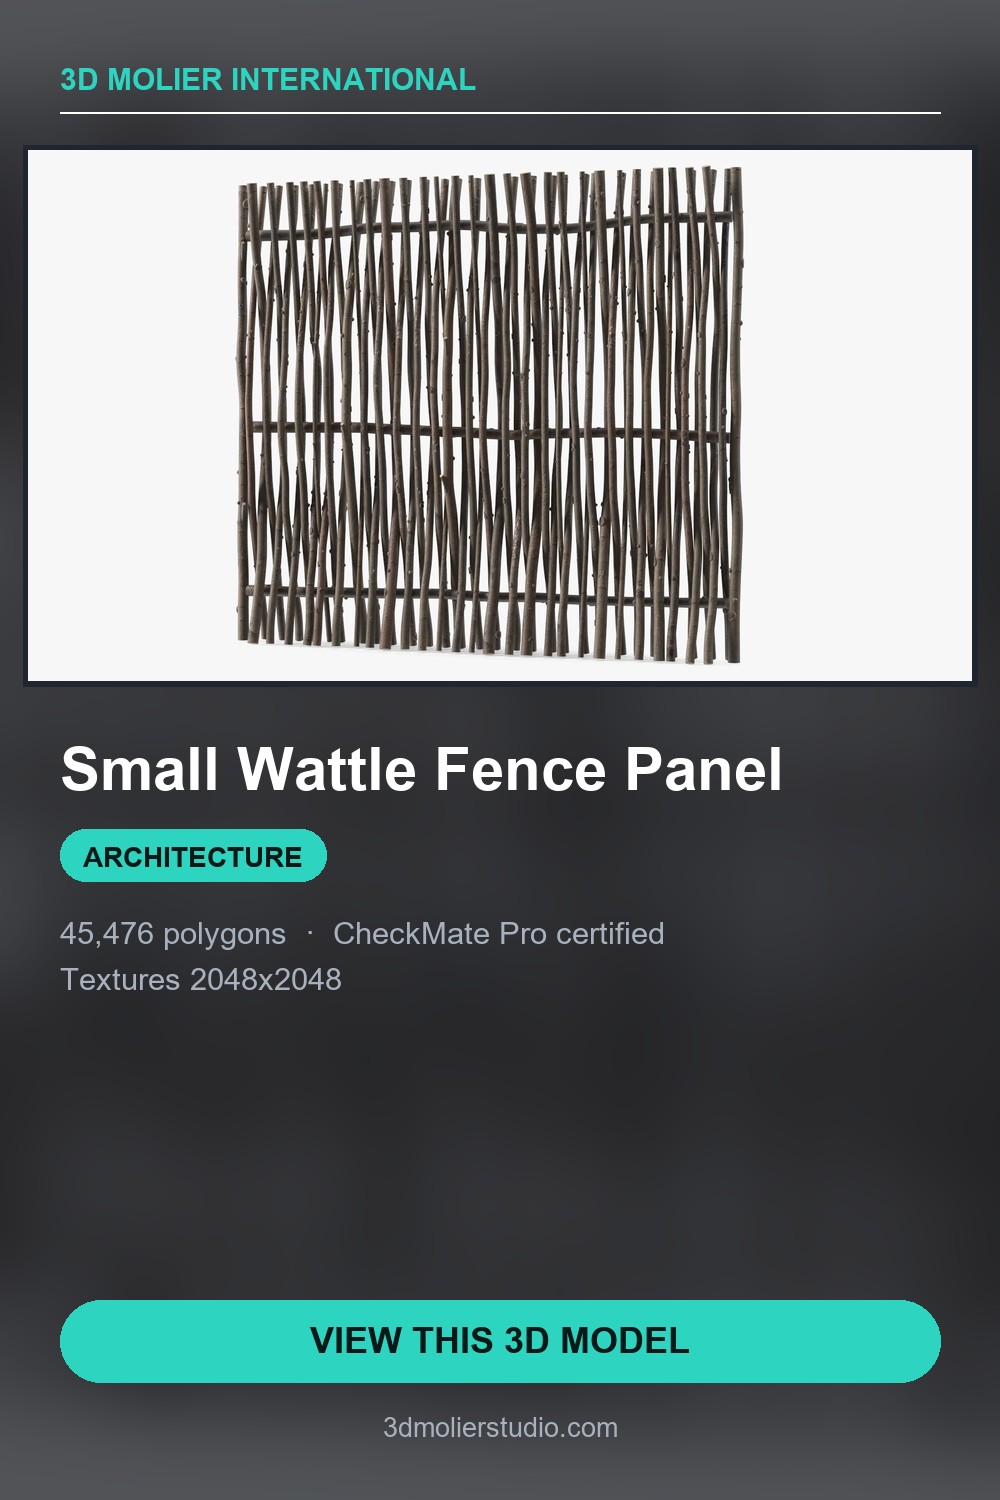 3D MOLIER INTERNATIONAL
Small Wattle Fence Panel
ARCHITECTURE
45,476 polygons · CheckMate Pro certified
Textures 2048x2048
VIEW THIS 3D MODEL
3dmolierstudio.com